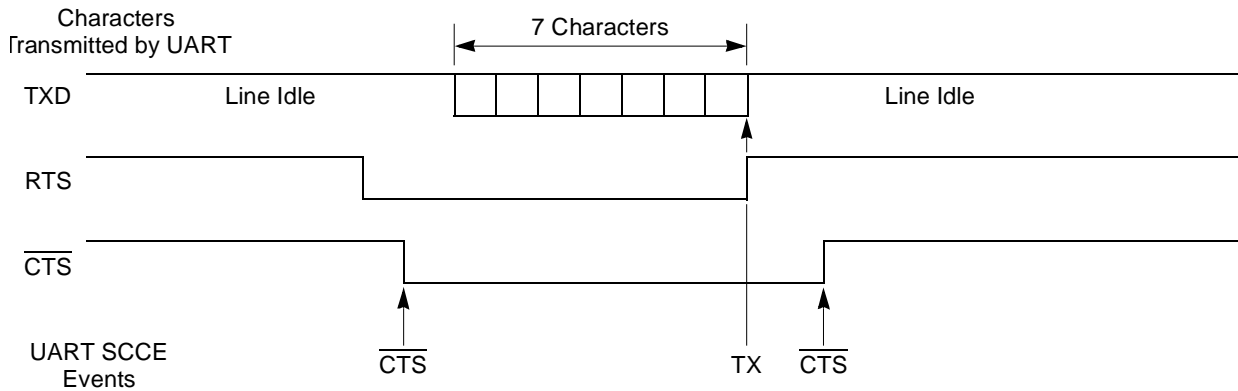 Characters
Transmitted by UART
7 Characters
TXD
Line Idle
Line Idle
RTS
CTS
UART SCCE
Events
CTS
TX
CTS